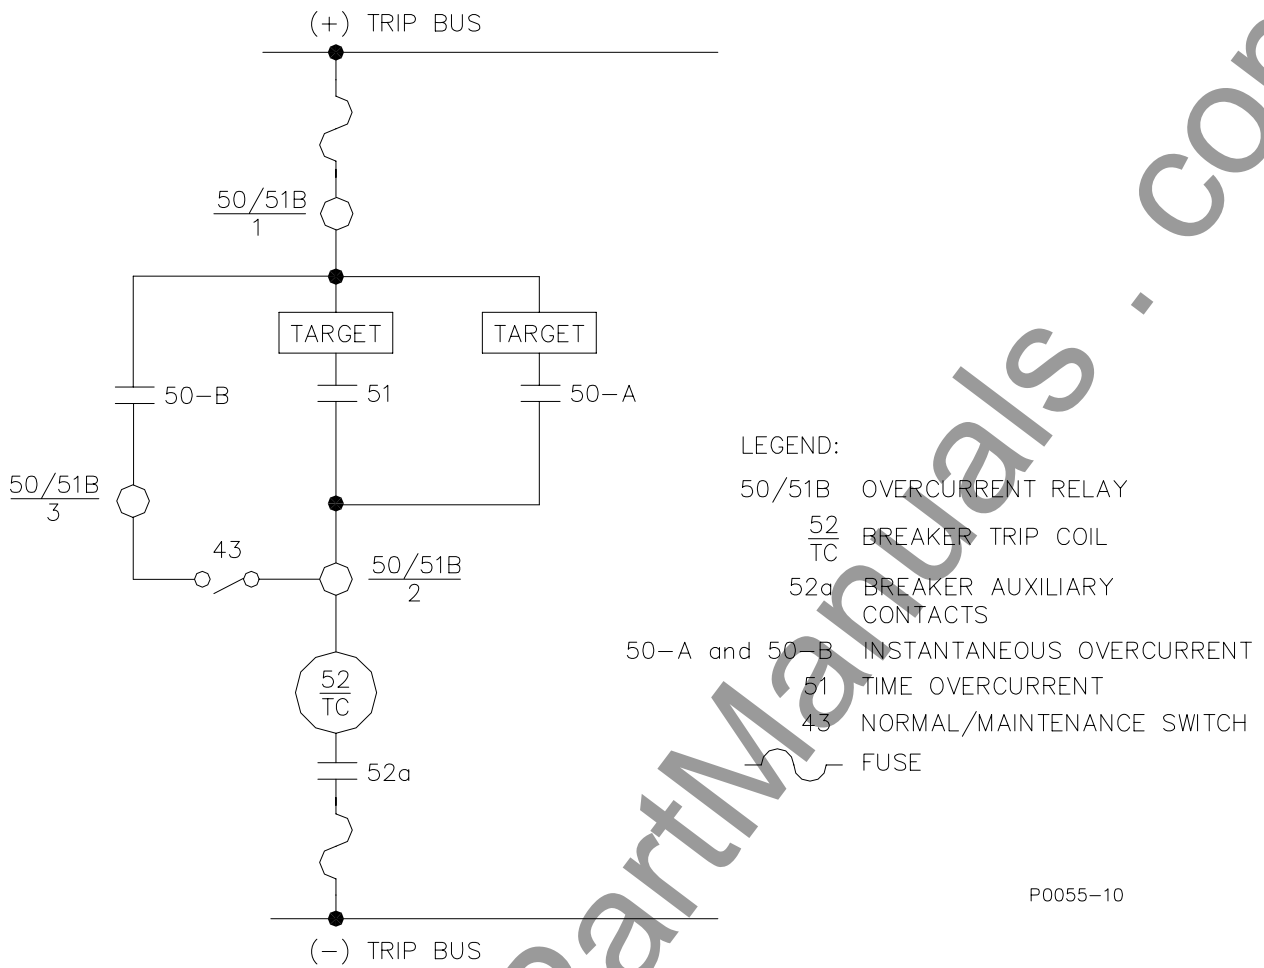 (+) TRIP BUS
50/51B
1
TARGET
TARGET
50-B
51
50-A
50/51B
3
43
50/51B
2
52
TC
52a
(-) TRIP BUS
LEGEND:
50/51B OVERCURRENT RELAY
52
TC BREAKER TRIP COIL
52a BREAKER AUXILIARY
CONTACTS
50-A and 50-B INSTANTANEOUS OVERCURRENT
51 TIME OVERCURRENT
43 NORMAL/MAINTENANCE SWITCH
FUSE
P0055-10
PartManuals . com